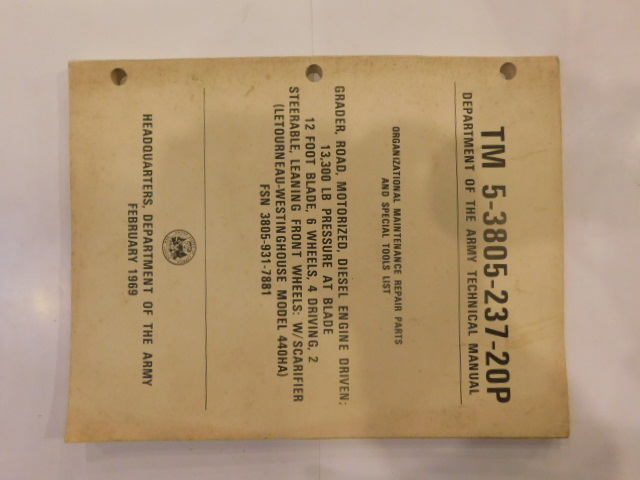 TM 5-3805-237-20P
DEPARTMENT OF THE ARMY TECHNICAL MANUAL
ORGANIZATIONAL MAINTENANCE REPAIR PARTS
AND SPECIAL TOOLS LIST
GRADER, ROAD, MOTORIZED, DIESEL ENGINE DRIVEN;
13,300 LB PRESSURE AT BLADE
12 FOOT BLADE, 6 WHEELS, 4 DRIVING, 2
STEERABLE, LEANING FRONT WHEELS; W/SCARIFIER
(LETOURNEAU-WESTINGHOUSE MODEL 440HA)
FSN 3805-931-7881
HEADQUARTERS, DEPARTMENT OF THE ARMY
FEBRUARY 1969